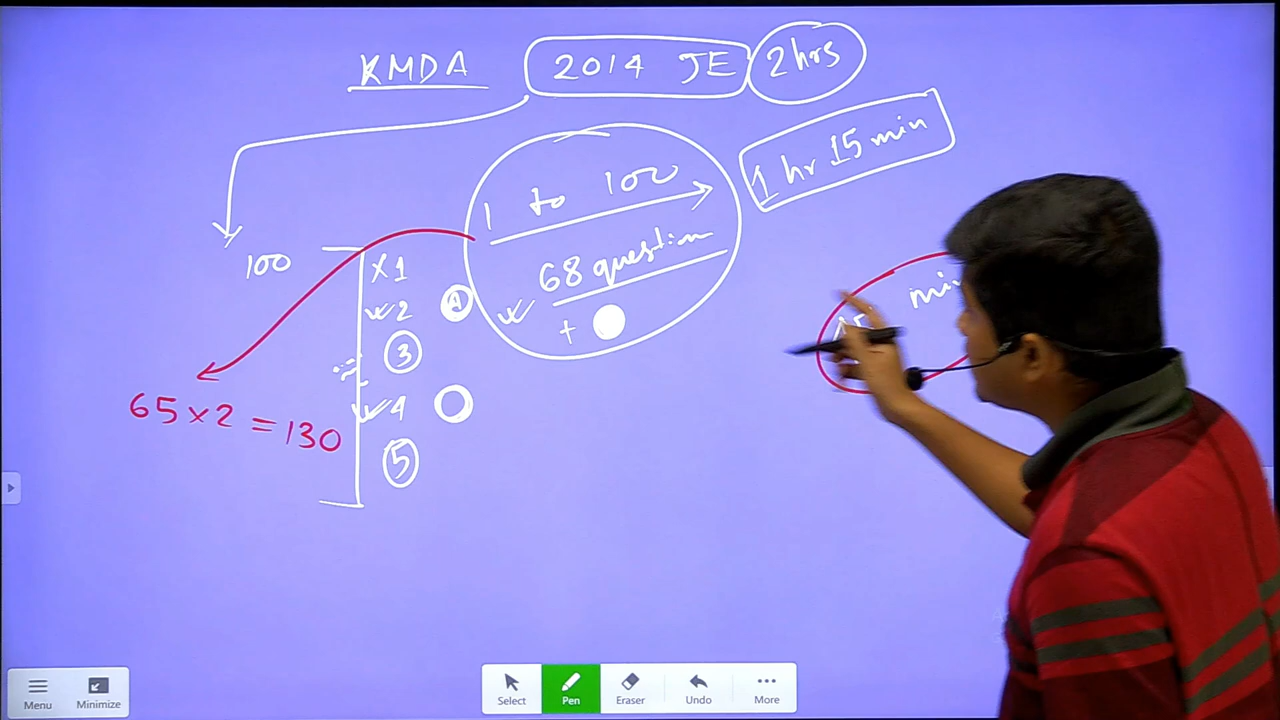 KMDA 2014 JE 2hrs
1 hr 15 min
1 to 100
68 question
+
100
X 1
2
3
4
5
65 x 2 = 130
Menu
Minimize
Select
Pen
Eraser
Undo
More